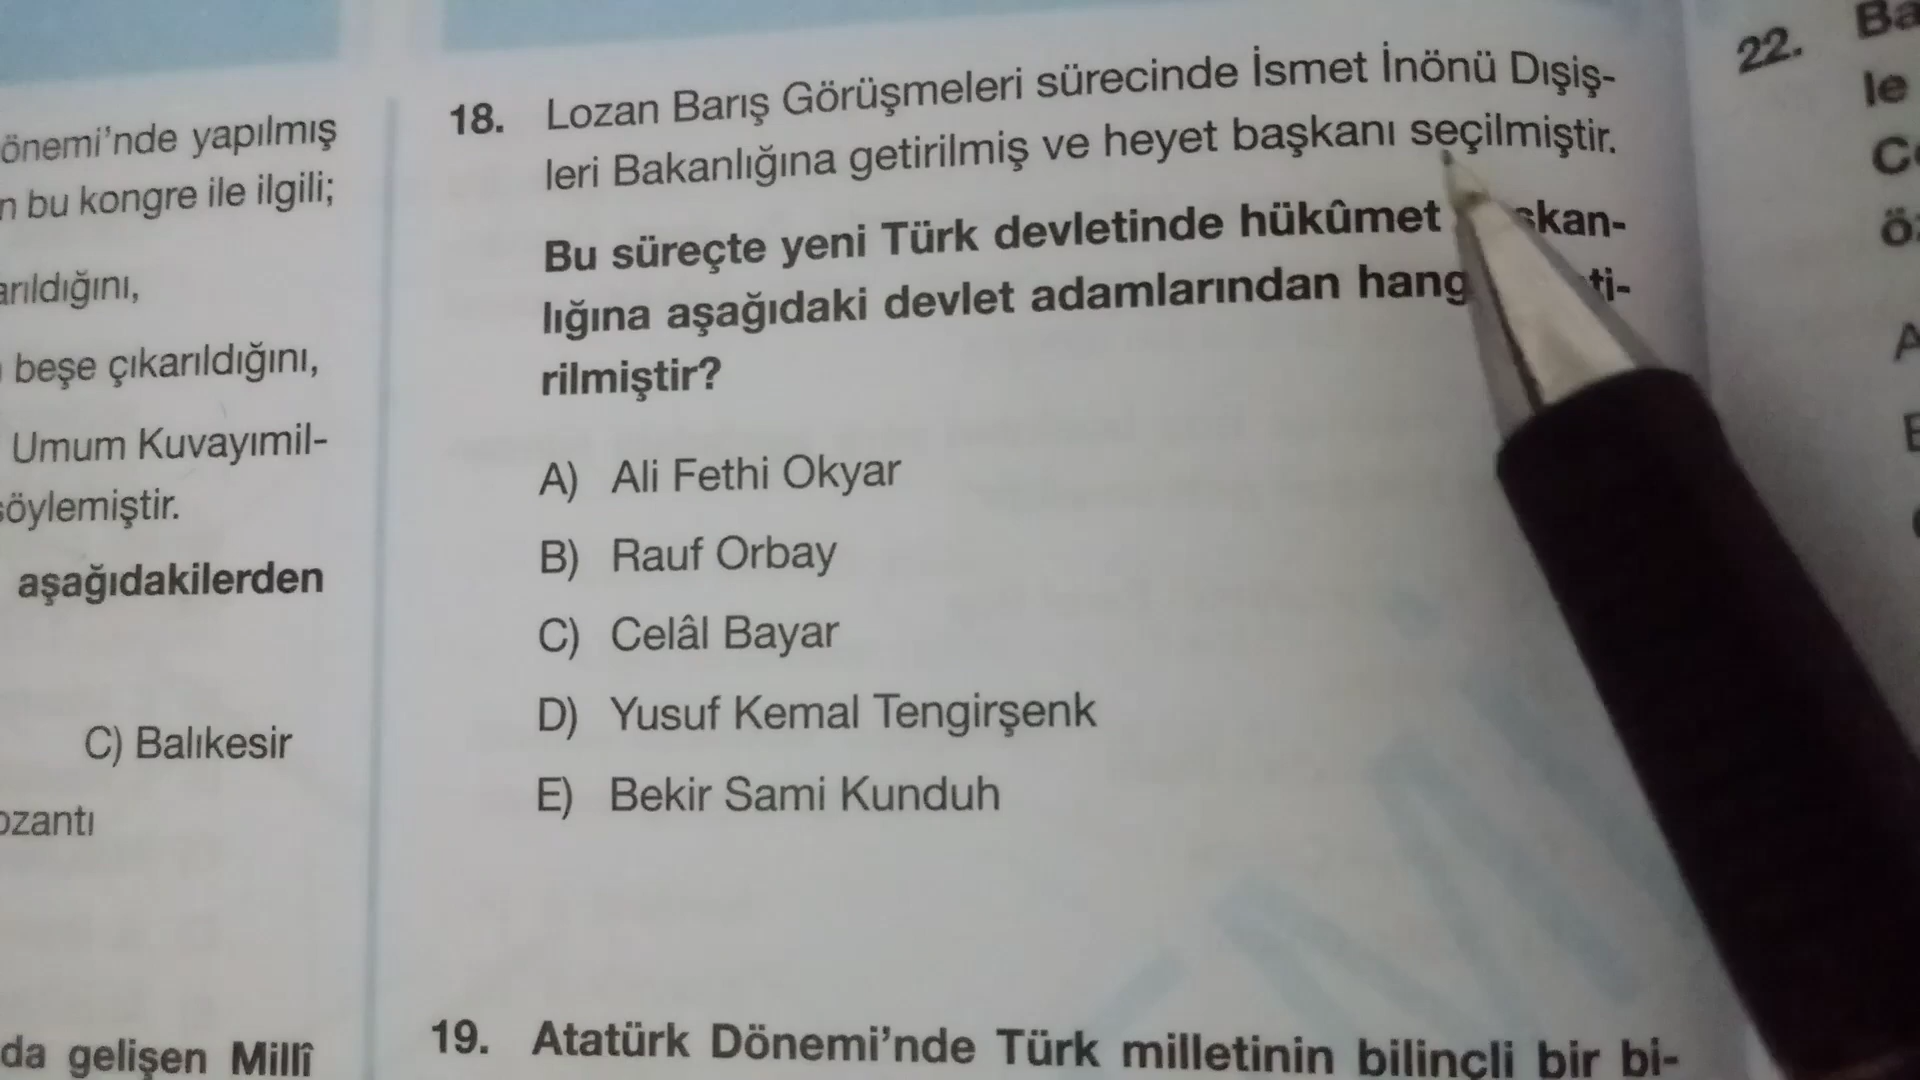 önemi'nde yapılmış
n bu kongre ile ilgili;
arıldığını,
beşe çıkarıldığını,
Umum Kuvayımil-
söylemiştir.
aşağıdakilerden
C) Balıkesir
ozantı
da gelişen Millî
18. Lozan Barış Görüşmeleri sürecinde İsmet İnönü Dışiş-
leri Bakanlığına getirilmiş ve heyet başkanı seçilmiştir.
Bu süreçte yeni Türk devletinde hükûmet şkan-
lığına aşağıdaki devlet adamlarından hang ti-
rilmiştir?
A) Ali Fethi Okyar
B) Rauf Orbay
C) Celâl Bayar
D) Yusuf Kemal Tengirşenk
E) Bekir Sami Kunduh
19. Atatürk Dönemi'nde Türk milletinin bilinçli bir bi-
22. Ba
le
C
ö
A